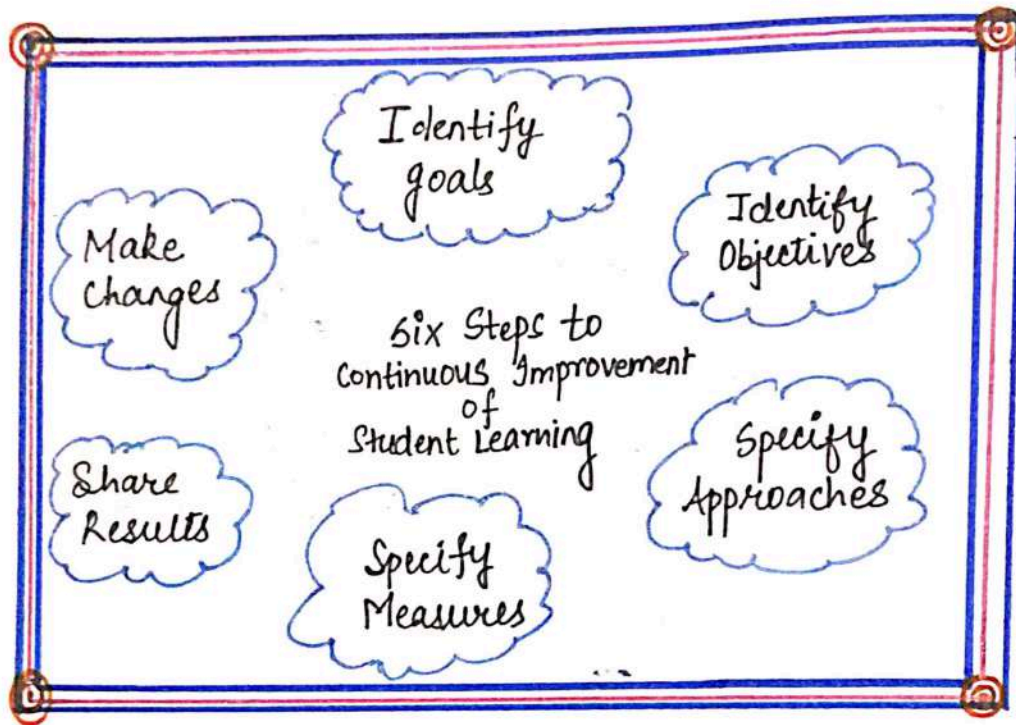 Identify
goals
Identify
Objectives
Specify
Approaches
Specify
Measures
Share
Results
Make
Changes
Six Steps to
Continuous Improvement
of
Student Learning